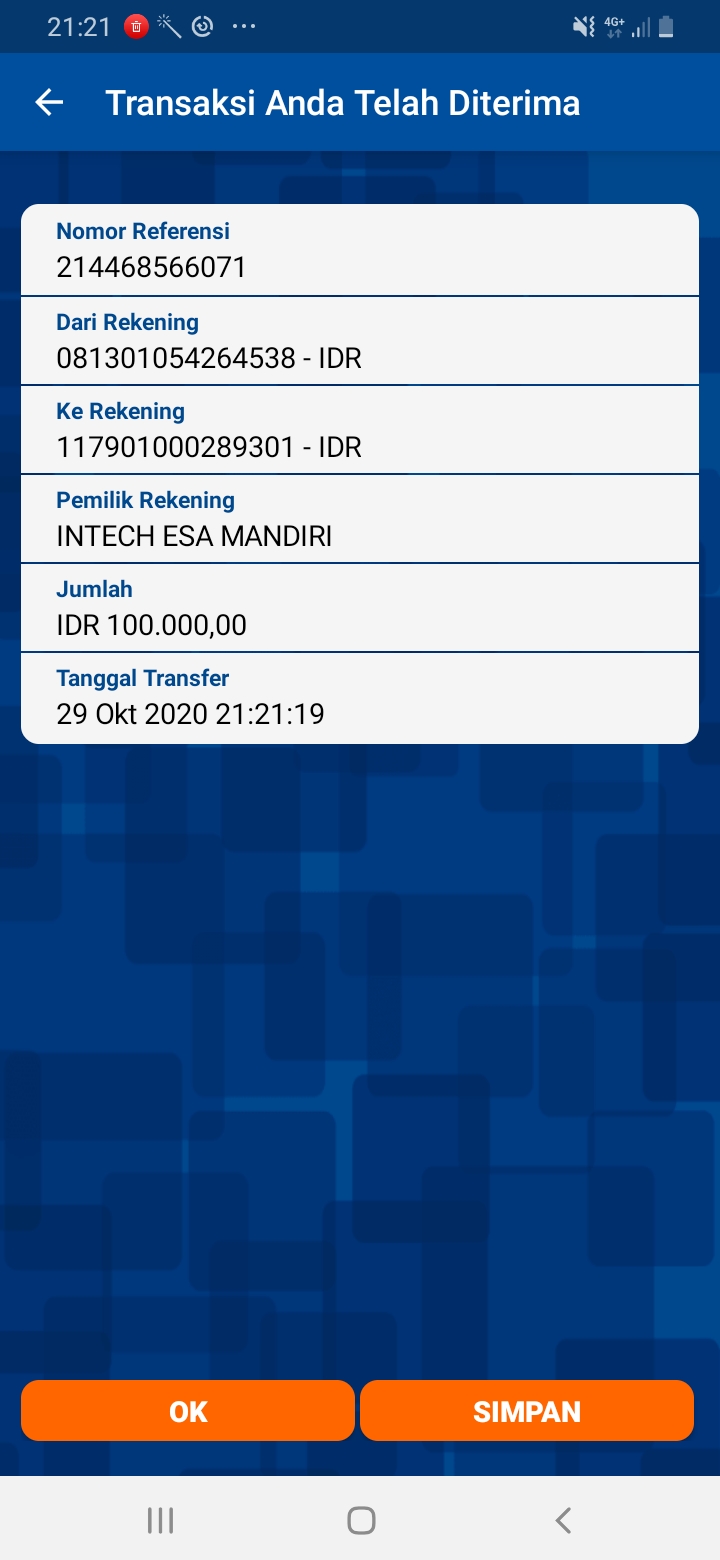 21:21
4G+
Transaksi Anda Telah Diterima
Nomor Referensi
214468566071
Dari Rekening
081301054264538 - IDR
Ke Rekening
117901000289301 - IDR
Pemilik Rekening
INTECH ESA MANDIRI
Jumlah
IDR 100.000,00
Tanggal Transfer
29 Okt 2020 21:21:19
OK
SIMPAN